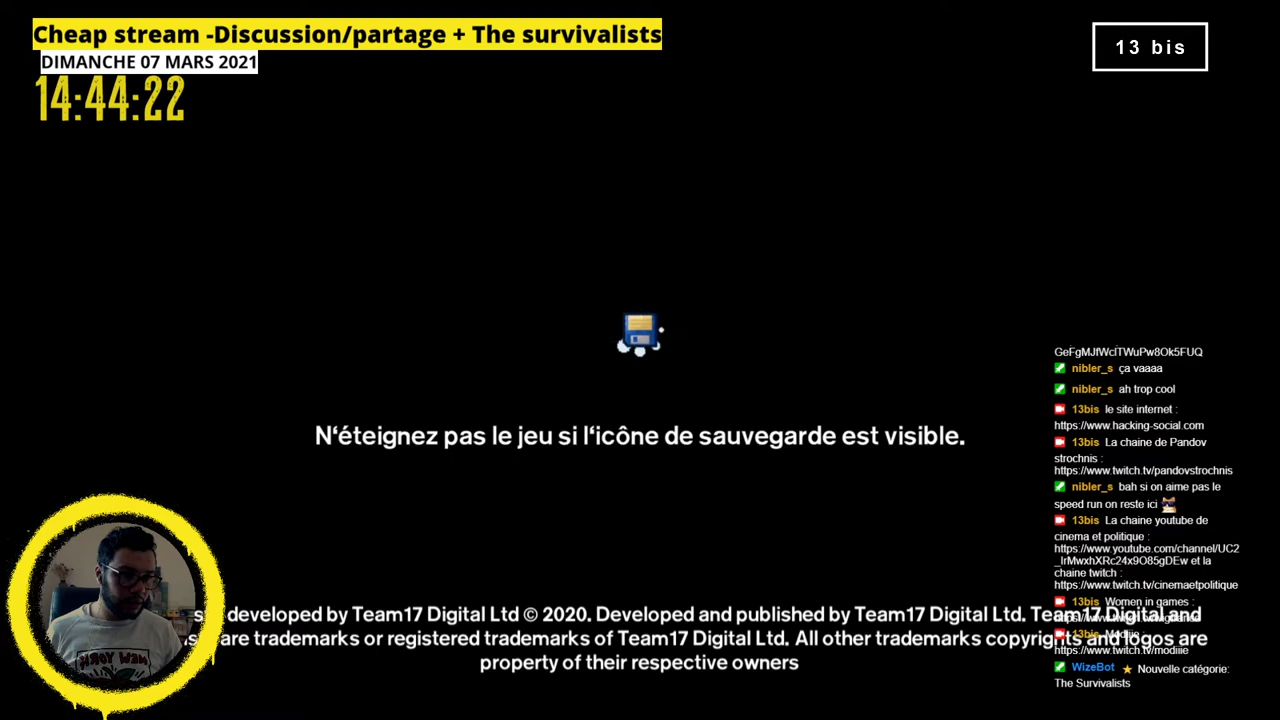 Cheap stream -Discussion/partage + The survivalists
DIMANCHE 07 MARS 2021
14:44:22
13 bis
N'éteignez pas le jeu si l'icône de sauvegarde est visible.
nibler_s ça vaaaa
nibler_s ah trop cool
13bis le site internet :
https://www.hacking-social.com
13bis La chaine de Pandov
strochnis :
https://www.twitch.tv/pandovstrochnis
nibler_s bah si on aime pas le
speed run on reste ici
13bis La chaine youtube de
cinema et politique :
https://www.youtube.com/channel/UC2
_IrMwxhXRc24x9O85gDEw et la
chaine twitch :
https://www.twitch.tv/cinemaetpolitique
13bis Women in games :
13bis Modiiie
https://www.twitch.tv/modiiie
WizeBot Nouvelle catégorie:
The Survivalists
developed by Team17 Digital Ltd © 2020. Developed and published by Team17 Digital Ltd. Team17 Digital and
are trademarks or registered trademarks of Team17 Digital Ltd. All other trademarks copyrights and logos are
property of their respective owners
NEW YORK